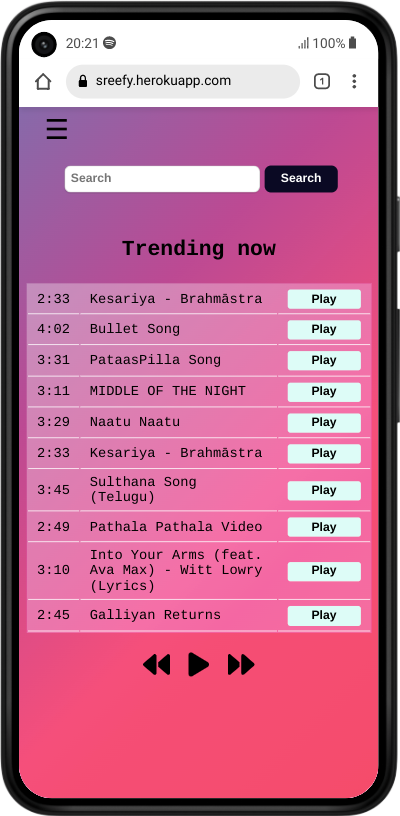 20:21 100%
sreefy.herokuapp.com 1
Search Search
Trending now
2:33 Kesariya - Brahmāstra Play
4:02 Bullet Song Play
3:31 PataasPilla Song Play
3:11 MIDDLE OF THE NIGHT Play
3:29 Naatu Naatu Play
2:33 Kesariya - Brahmāstra Play
3:45 Sulthana Song
(Telugu) Play
2:49 Pathala Pathala Video Play
3:10 Into Your Arms (feat.
Ava Max) - Witt Lowry
(Lyrics) Play
2:45 Galliyan Returns Play